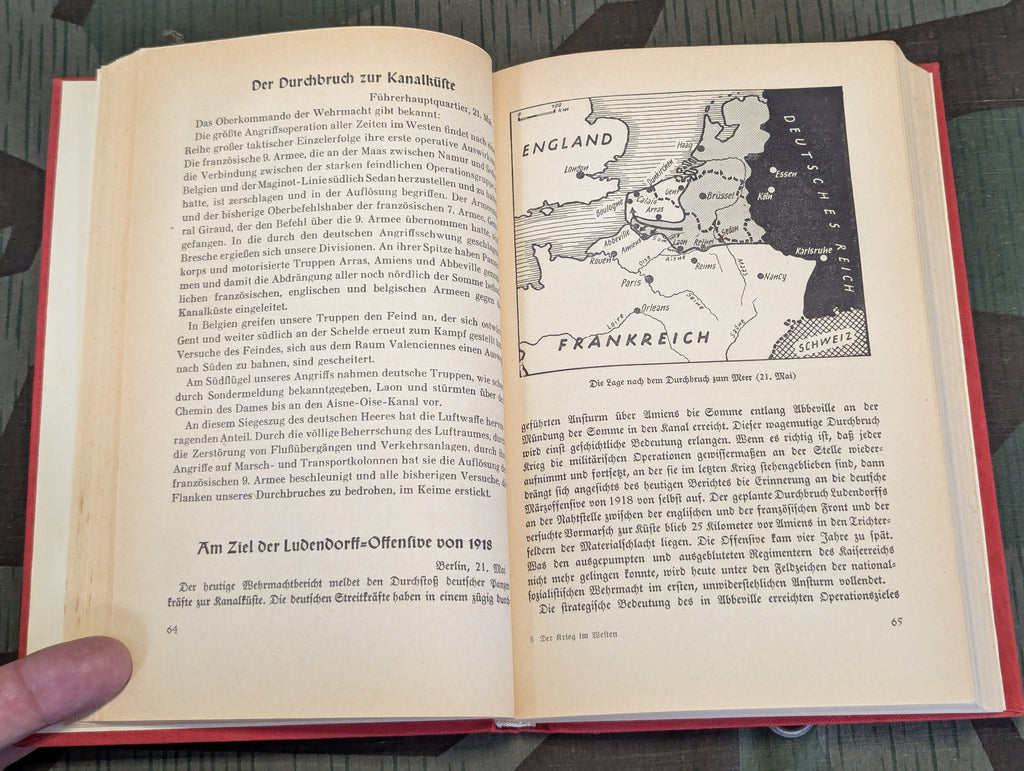 Der Durchbruch zur Kanalküste
Führerhauptquartier, 21.
Das Oberkommando der Wehrmacht gibt bekannt:
Die größte Angriffsoperation aller Zeiten im Westen findet nach
Reihe großer taktischer Einzelerfolge ihre erste operative
Die französische 9. Armee, die an der Maas zwischen Namur und
die Verbindung zwischen der starken feindlichen
Belgien und der Maginot-Linie südlich Sedan herzustellen und zu
hatte, ist zerschlagen und in der Auflösung begriffen. Der
und der bisherige Oberbefehlshaber der französischen 7. Armee,
ral Giraud, der den Befehl über die 9. Armee übernommen hatte,
gefangen. In die durch den deutschen Angriffsschwung
Bresche ergießen sich unsere Divisionen. An ihrer Spitze haben
korps und motorisierte Truppen Arras, Amiens und Abbeville
men und damit die Abdrängung aller noch nördlich der Somme
lichen französischen, englischen und belgischen Armeen gegen
Kanalküste eingeleitet.
In Belgien greifen unsere Truppen den Feind an, der sich
Gent und weiter südlich an der Schelde erneut zum Kampf
Versuche des Feindes, sich aus dem Raum Valenciennes einen
nach Süden zu bahnen, sind gescheitert.
Am Südflügel unseres Angriffs nahmen deutsche Truppen, wie
durch Sondermeldung bekanntgegeben, Laon und stürmten über
Chemin des Dames bis an den Aisne-Oise-Kanal vor.
An diesem Siegeszug des deutschen Heeres hat die Luftwaffe
ragenden Anteil. Durch die völlige Beherrschung des Luftraumes,
die Zerstörung von Flußübergängen und Verkehrsanlagen, durch
Angriffe auf Marsch- und Transportkolonnen hat sie die Auflösung
französischen 9. Armee beschleunigt und alle bisherigen Versuche,
Flanken unseres Durchbruches zu bedrohen, im Keime erstickt.
Am Ziel der Ludendorff=Offensive von 1918
Berlin, 21. Mai
Der heutige Wehrmachtbericht meldet den Durchstoß deutscher
kräfte zur Kanalküste. Die deutschen Streitkräfte haben in einem zügig
64
100
km
ENGLAND
London
Haag
DEUTSCHES REICH
Dunkirchen
Gent
Calais
Boulogne
Brüssel
Essen
Köln
Arras
Abbeville
Amiens
Somme
Laon
Rethel
Sedan
Rouen
Oise
Aisne
Reims
Maas
Karlsruhe
Paris
Nancy
Seine
Orleans
Loire
FRANKREICH
SCHWEIZ
Die Lage nach dem Durchbruch zum Meer (21. Mai)
geführten Ansturm über Amiens die Somme entlang Abbeville an der
Mündung der Somme in den Kanal erreicht. Dieser wagemutige Durchbruch
wird einst geschichtliche Bedeutung erlangen. Wenn es richtig ist, daß jeder
Krieg die militärischen Operationen gewissermaßen an der Stelle wieder-
aufnimmt und fortsetzt, an der sie im letzten Krieg stehengeblieben sind, dann
drängt sich angesichts des heutigen Berichtes die Erinnerung an die deutsche
Märzoffensive von 1918 von selbst auf. Der geplante Durchbruch Ludendorffs
an der Nahtstelle zwischen der englischen und der französischen Front und der
versuchte Vormarsch zur Küste blieb 25 Kilometer vor Amiens in den Trichter-
feldern der Materialschlacht liegen. Die Offensive kam vier Jahre zu spät.
Was den ausgepumpten und ausgebluteten Regimentern des Kaiserreichs
nicht mehr gelingen konnte, wird heute unter den Feldzeichen der national-
sozialistischen Wehrmacht im ersten, unwiderstehlichen Ansturm vollendet.
Die strategische Bedeutung des in Abbeville erreichten Operationszieles
5 Der Krieg im Westen
65